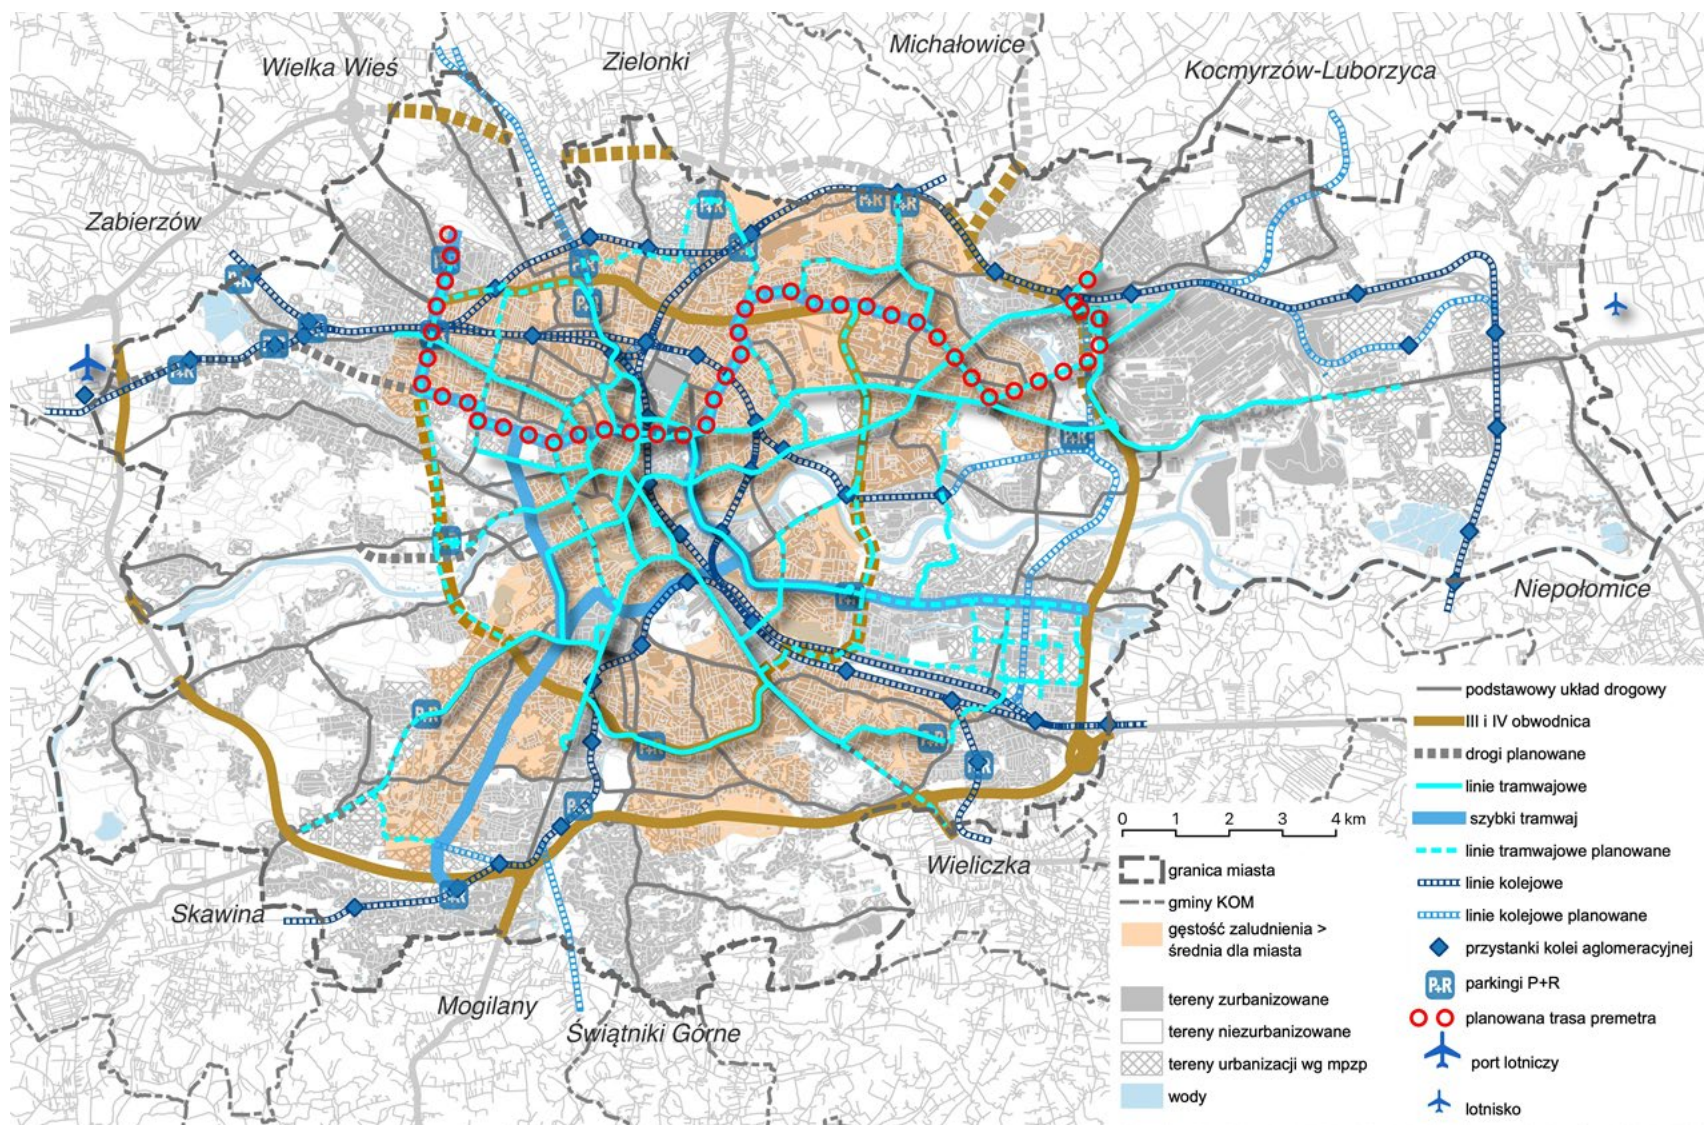 Michałowice
Zielonki
Wielka Wieś
Kocmyrzów-Luborzyca
Zabierzów
P+R
P+R
P+R
P+R
P+R
P+R
P+R
P+R
P+R
P+R
P+R
P+R
P+R
P+R
Niepołomice
P+R
P+R
P+R
P+R
P+R
P+R
Wieliczka
Skawina
Mogilany
Świątniki Górne
podstawowy układ drogowy
III i IV obwodnica
drogi planowane
linie tramwajowe
szybki tramwaj
linie tramwajowe planowane
linie kolejowe
linie kolejowe planowane
przystanki kolei aglomeracyjnej
P+R parkingi P+R
planowana trasa premetra
port lotniczy
lotnisko
0 1 2 3 4 km
granica miasta
gminy KOM
gęstość zaludnienia >
średnia dla miasta
tereny zurbanizowane
tereny niezurbanizowane
tereny urbanizacji wg mpzp
wody